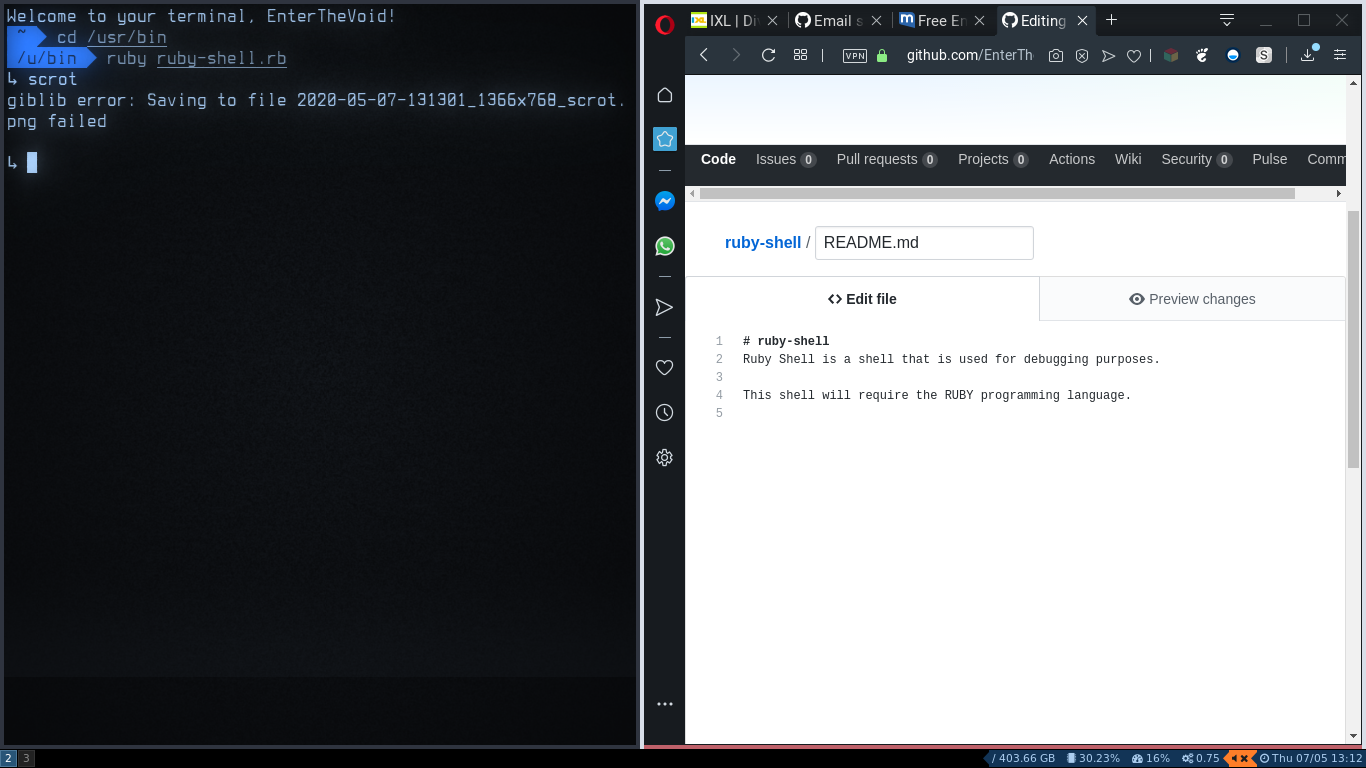 Welcome to your terminal, EnterTheVoid!
~ cd /usr/bin
/u/bin ruby ruby-shell.rb
↳ scrot
giblib error: Saving to file 2020-05-07-131301_1366x768_scrot.
png failed
↳
IXL | Di
Email s
Free En
Editing
VPN
github.com/EnterThe
S
Code Issues 0 Pull requests 0 Projects 0 Actions Wiki Security 0 Pulse Comm
ruby-shell / README.md
<> Edit file
Preview changes
1 # ruby-shell
2 Ruby Shell is a shell that is used for debugging purposes.
3
4 This shell will require the RUBY programming language.
5
2 3
/ 403.66 GB 30.23% 16% 0.75 Thu 07/05 13:12